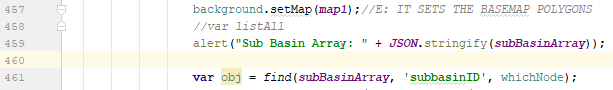 457 background.setMap(map1);//E: IT SETS THE BASEMAP POLYGONS
458 //var listAll
459 alert("Sub Basin Array: " + JSON.stringify(subBasinArray));
460
461 var obj = find(subBasinArray, 'subbasinID', whichNode);